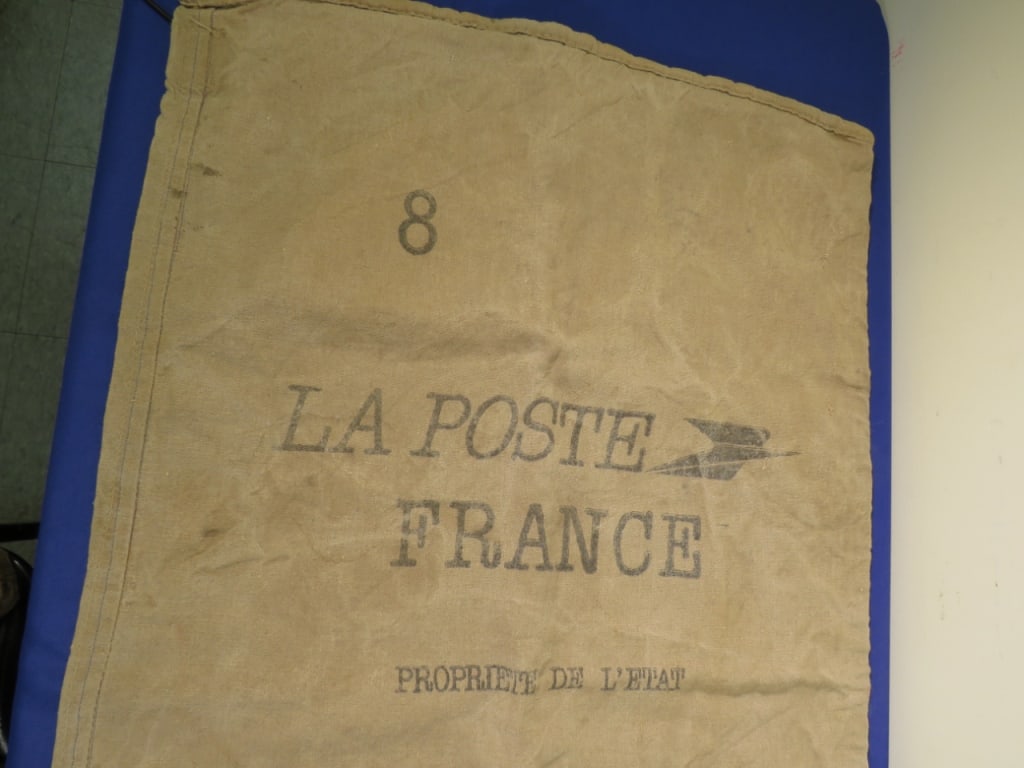 8
LA POSTE
FRANCE
PROPRIETE DE L'ETAT